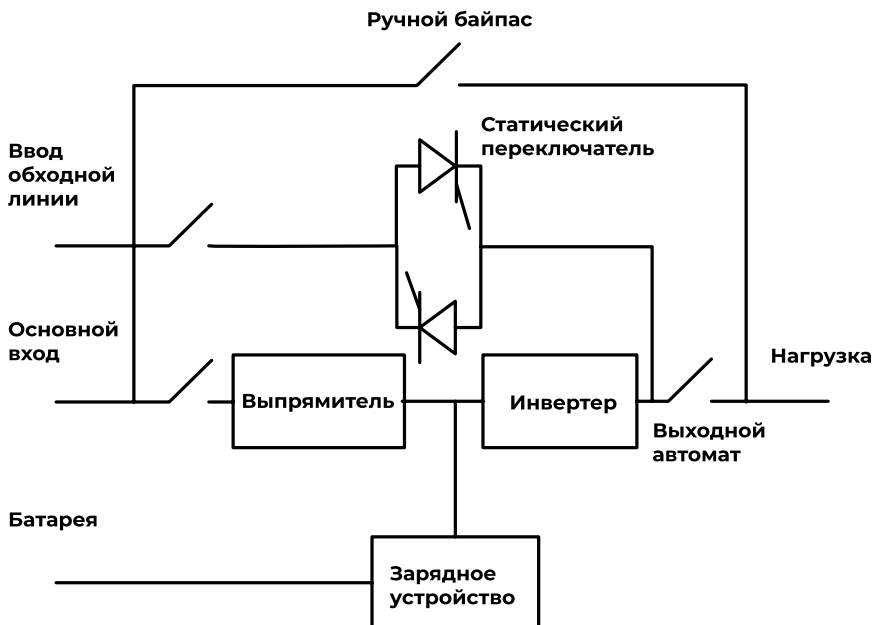 Ручной байпас
Статический
переключатель
Ввод
обходной
линии
Основной
вход
Нагрузка
Выпрямитель
Инвертер
Выходной
автомат
Батарея
Зарядное
устройство